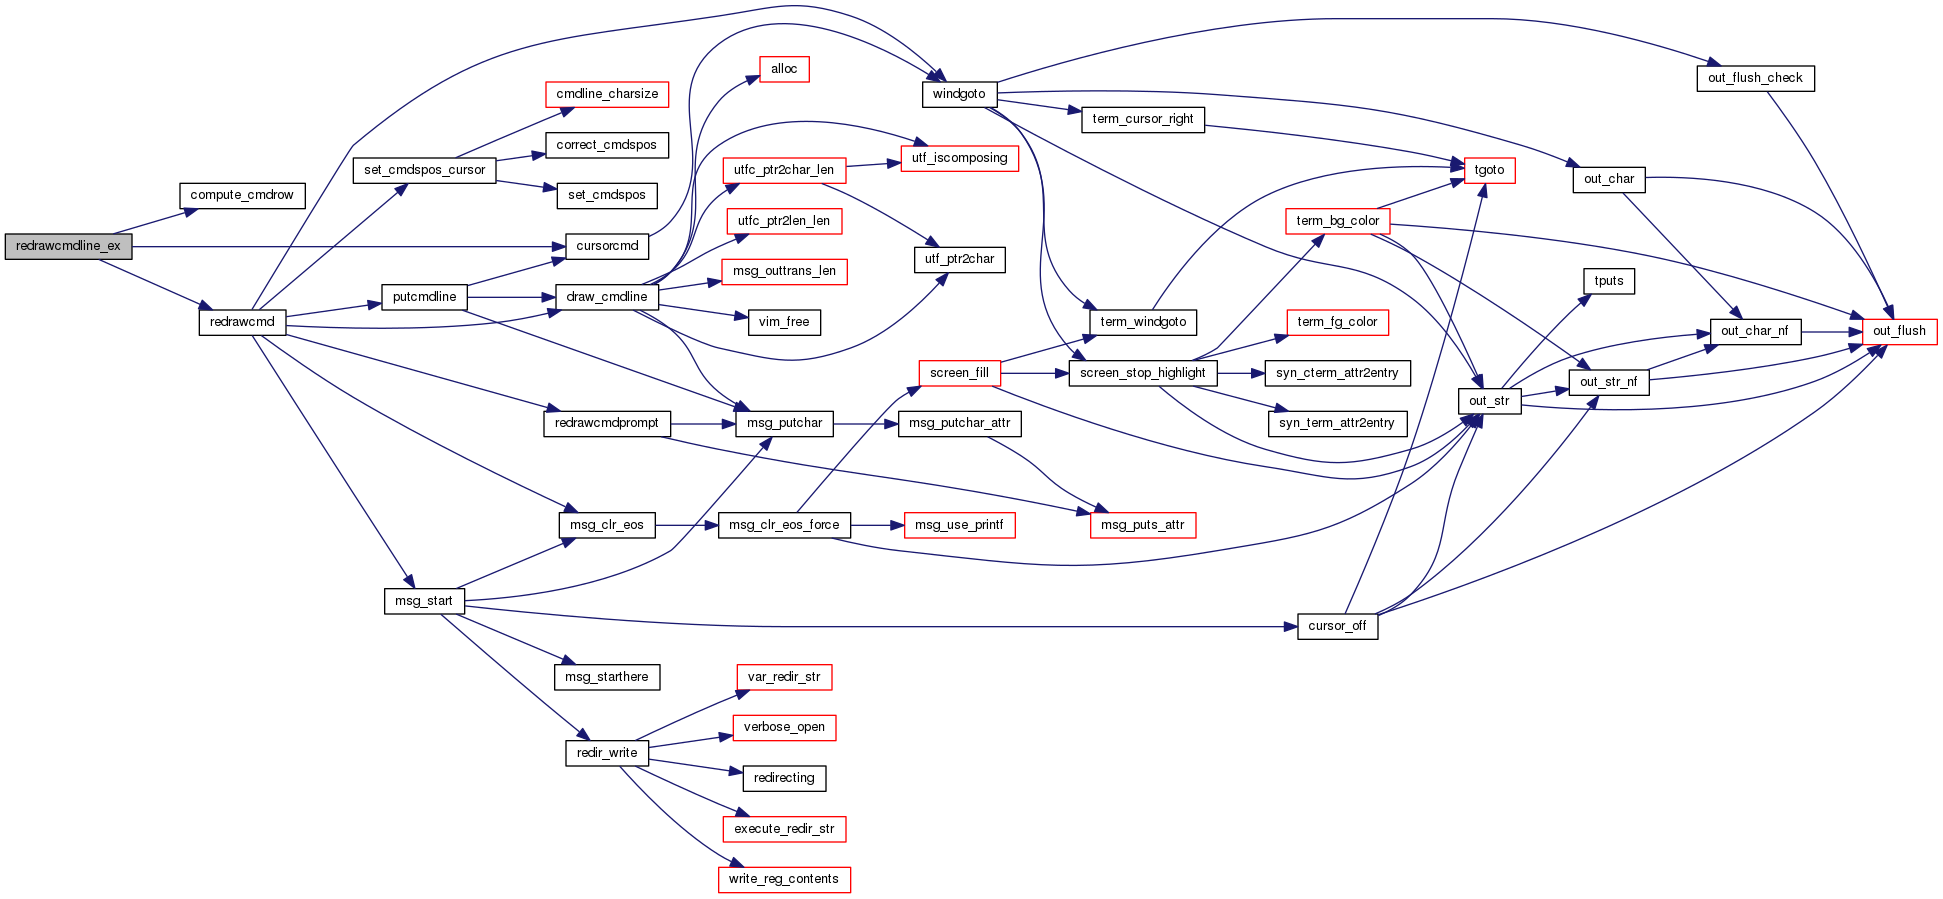 redrawcmdline_ex
compute_cmdrow
redrawcmd
set_cmdspos_cursor
putcmdline
msg_start
cmdline_charsize
correct_cmdspos
set_cmdspos
cursorcmd
draw_cmdline
redrawcmdprompt
msg_clr_eos
msg_starthere
redir_write
alloc
utfc_ptr2char_len
utfc_ptr2len_len
msg_outtrans_len
vim_free
msg_putchar
msg_clr_eos_force
var_redir_str
verbose_open
redirecting
execute_redir_str
write_reg_contents
windgoto
utf_iscomposing
utf_ptr2char
screen_fill
msg_putchar_attr
msg_use_printf
term_cursor_right
term_windgoto
screen_stop_highlight
msg_puts_attr
term_bg_color
term_fg_color
syn_cterm_attr2entry
syn_term_attr2entry
cursor_off
tgoto
out_str
out_char
tputs
out_str_nf
out_flush_check
out_char_nf
out_flush